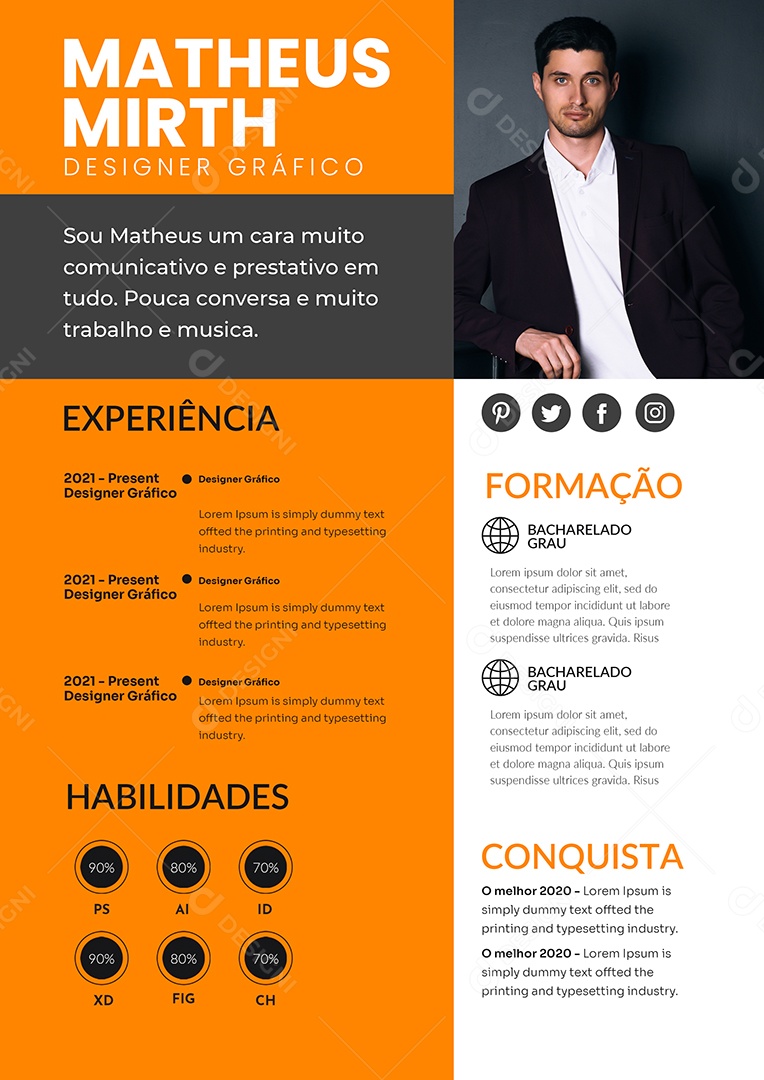 MATHEUS
MIRTH
DESIGNER GRÁFICO
Sou Matheus um cara muito
comunicativo e prestativo em
tudo. Pouca conversa e muito
trabalho e musica.
EXPERIÊNCIA
2021 - Present
Designer Gráfico
Designer Gráfico
Lorem Ipsum is simply dummy text
offted the printing and typesetting
industry.
2021 - Present
Designer Gráfico
Designer Gráfico
Lorem Ipsum is simply dummy text
offted the printing and typesetting
industry.
2021 - Present
Designer Gráfico
Designer Gráfico
Lorem Ipsum is simply dummy text
offted the printing and typesetting
industry.
HABILIDADES
90% 80% 70%
PS AI ID
90% 80% 70%
XD FIG CH
FORMAÇÃO
BACHARELADO
GRAU
Lorem ipsum dolor sit amet,
consectetur adipiscing elit, sed do
eiusmod tempor incididunt ut labore
et dolore magna aliqua. Quis ipsum
suspendisse ultrices gravida. Risus
BACHARELADO
GRAU
Lorem ipsum dolor sit amet,
consectetur adipiscing elit, sed do
eiusmod tempor incididunt ut labore
et dolore magna aliqua. Quis ipsum
suspendisse ultrices gravida. Risus
CONQUISTA
O melhor 2020 - Lorem Ipsum is
simply dummy text offted the
printing and typesetting industry.
O melhor 2020 - Lorem Ipsum is
simply dummy text offted the
printing and typesetting industry.
DESIGNI